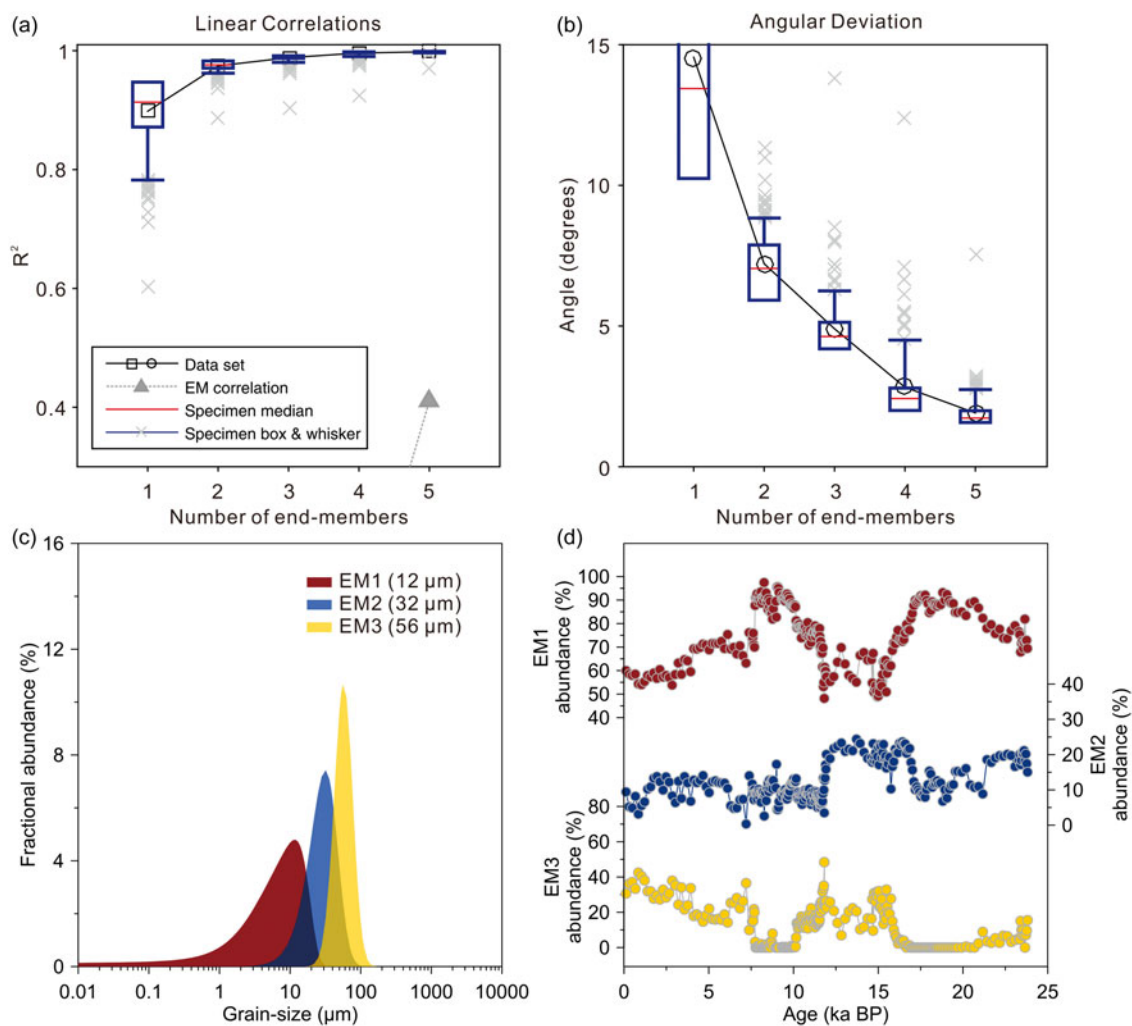 (a)
Linear Correlations
1
0.8
0.6
0.4
R²
Data set
EM correlation
Specimen median
Specimen box & whisker
1 2 3 4 5
Number of end-members
(b)
Angular Deviation
15
10
5
0
Angle (degrees)
1 2 3 4 5
Number of end-members
(c)
16
12
8
4
0
Fractional abundance (%)
EM1 (12 µm)
EM2 (32 µm)
EM3 (56 µm)
0.01 0.1 1 10 100 1000 10000
Grain-size (µm)
(d)
100
90
80
70
60
50
40
EM1
abundance (%)
40
30
20
10
0
EM2
abundance (%)
80
60
40
20
0
EM3
abundance (%)
0 5 10 15 20 25
Age (ka BP)